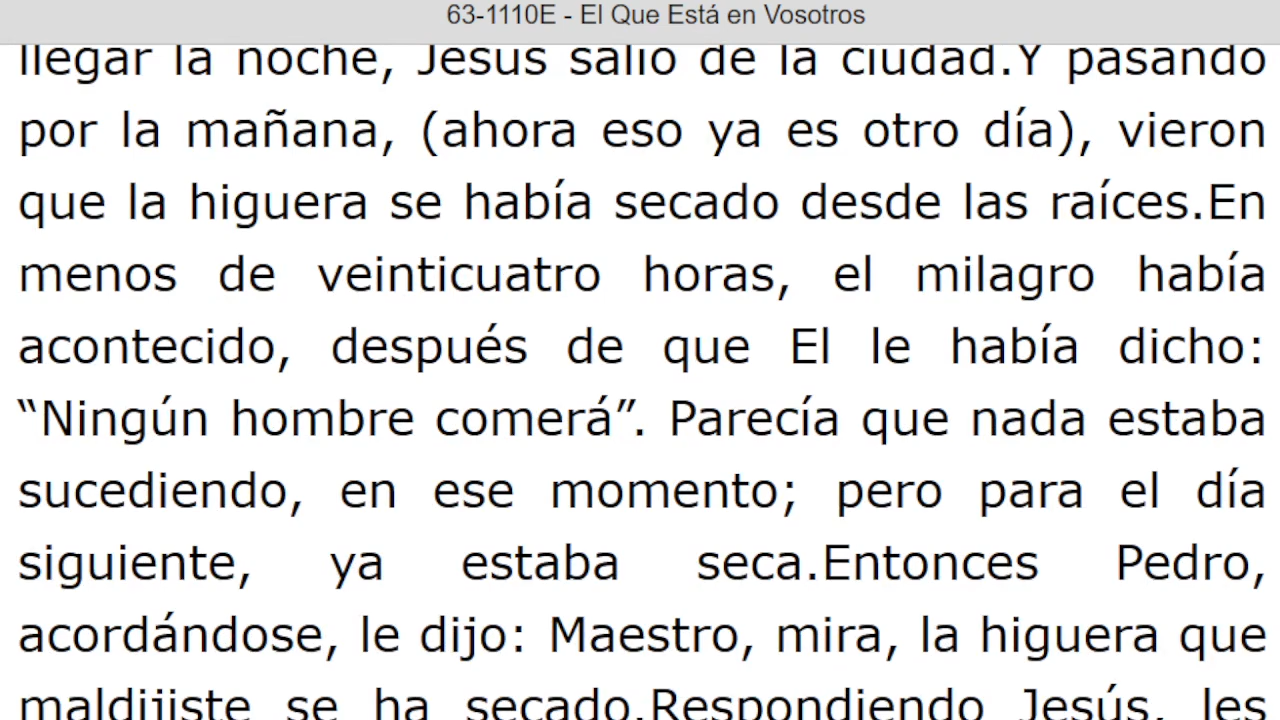 63-1110E - El Que Está en Vosotros
llegar la noche, Jesús salió de la ciudad.Y pasando
por la mañana, (ahora eso ya es otro día), vieron
que la higuera se había secado desde las raíces.En
menos de veinticuatro horas, el milagro había
acontecido, después de que El le había dicho:
“Ningún hombre comerá”. Parecía que nada estaba
sucediendo, en ese momento; pero para el día
siguiente, ya estaba seca.Entonces Pedro,
acordándose, le dijo: Maestro, mira, la higuera que
maldijiste se ha secado.Respondiendo Jesús, les